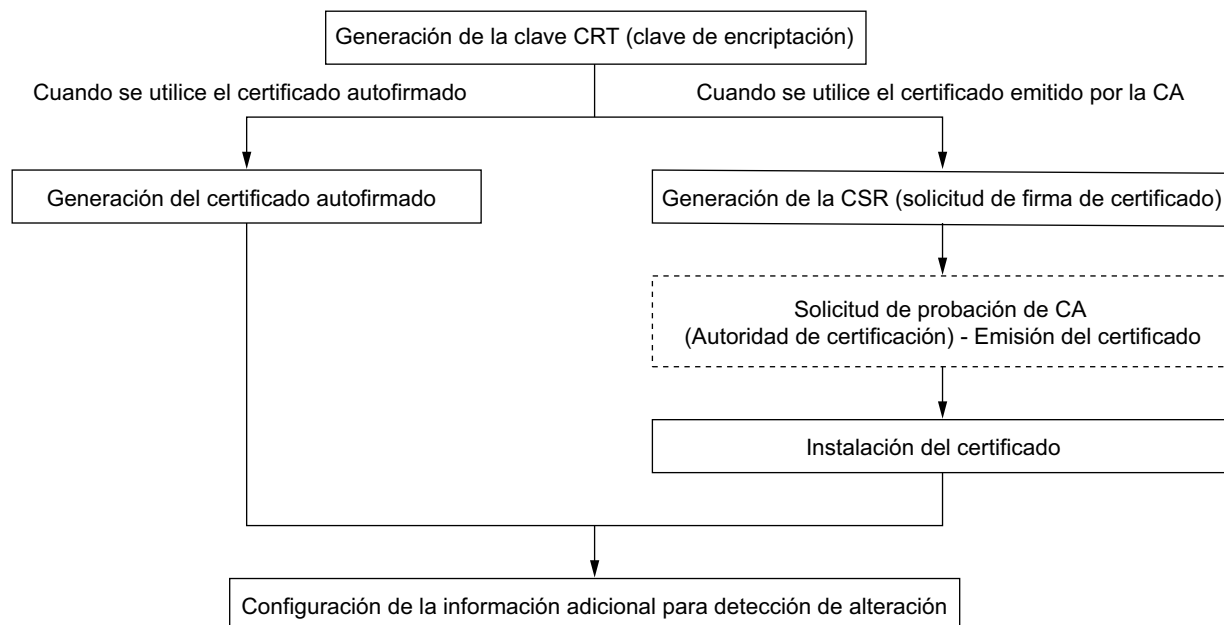 Generación de la clave CRT (clave de encriptación)
Cuando se utilice el certificado autofirmado
Cuando se utilice el certificado emitido por la CA
Generación del certificado autofirmado
Generación de la CSR (solicitud de firma de certificado)
Solicitud de probación de CA
(Autoridad de certificación) - Emisión del certificado
Instalación del certificado
Configuración de la información adicional para detección de alteración